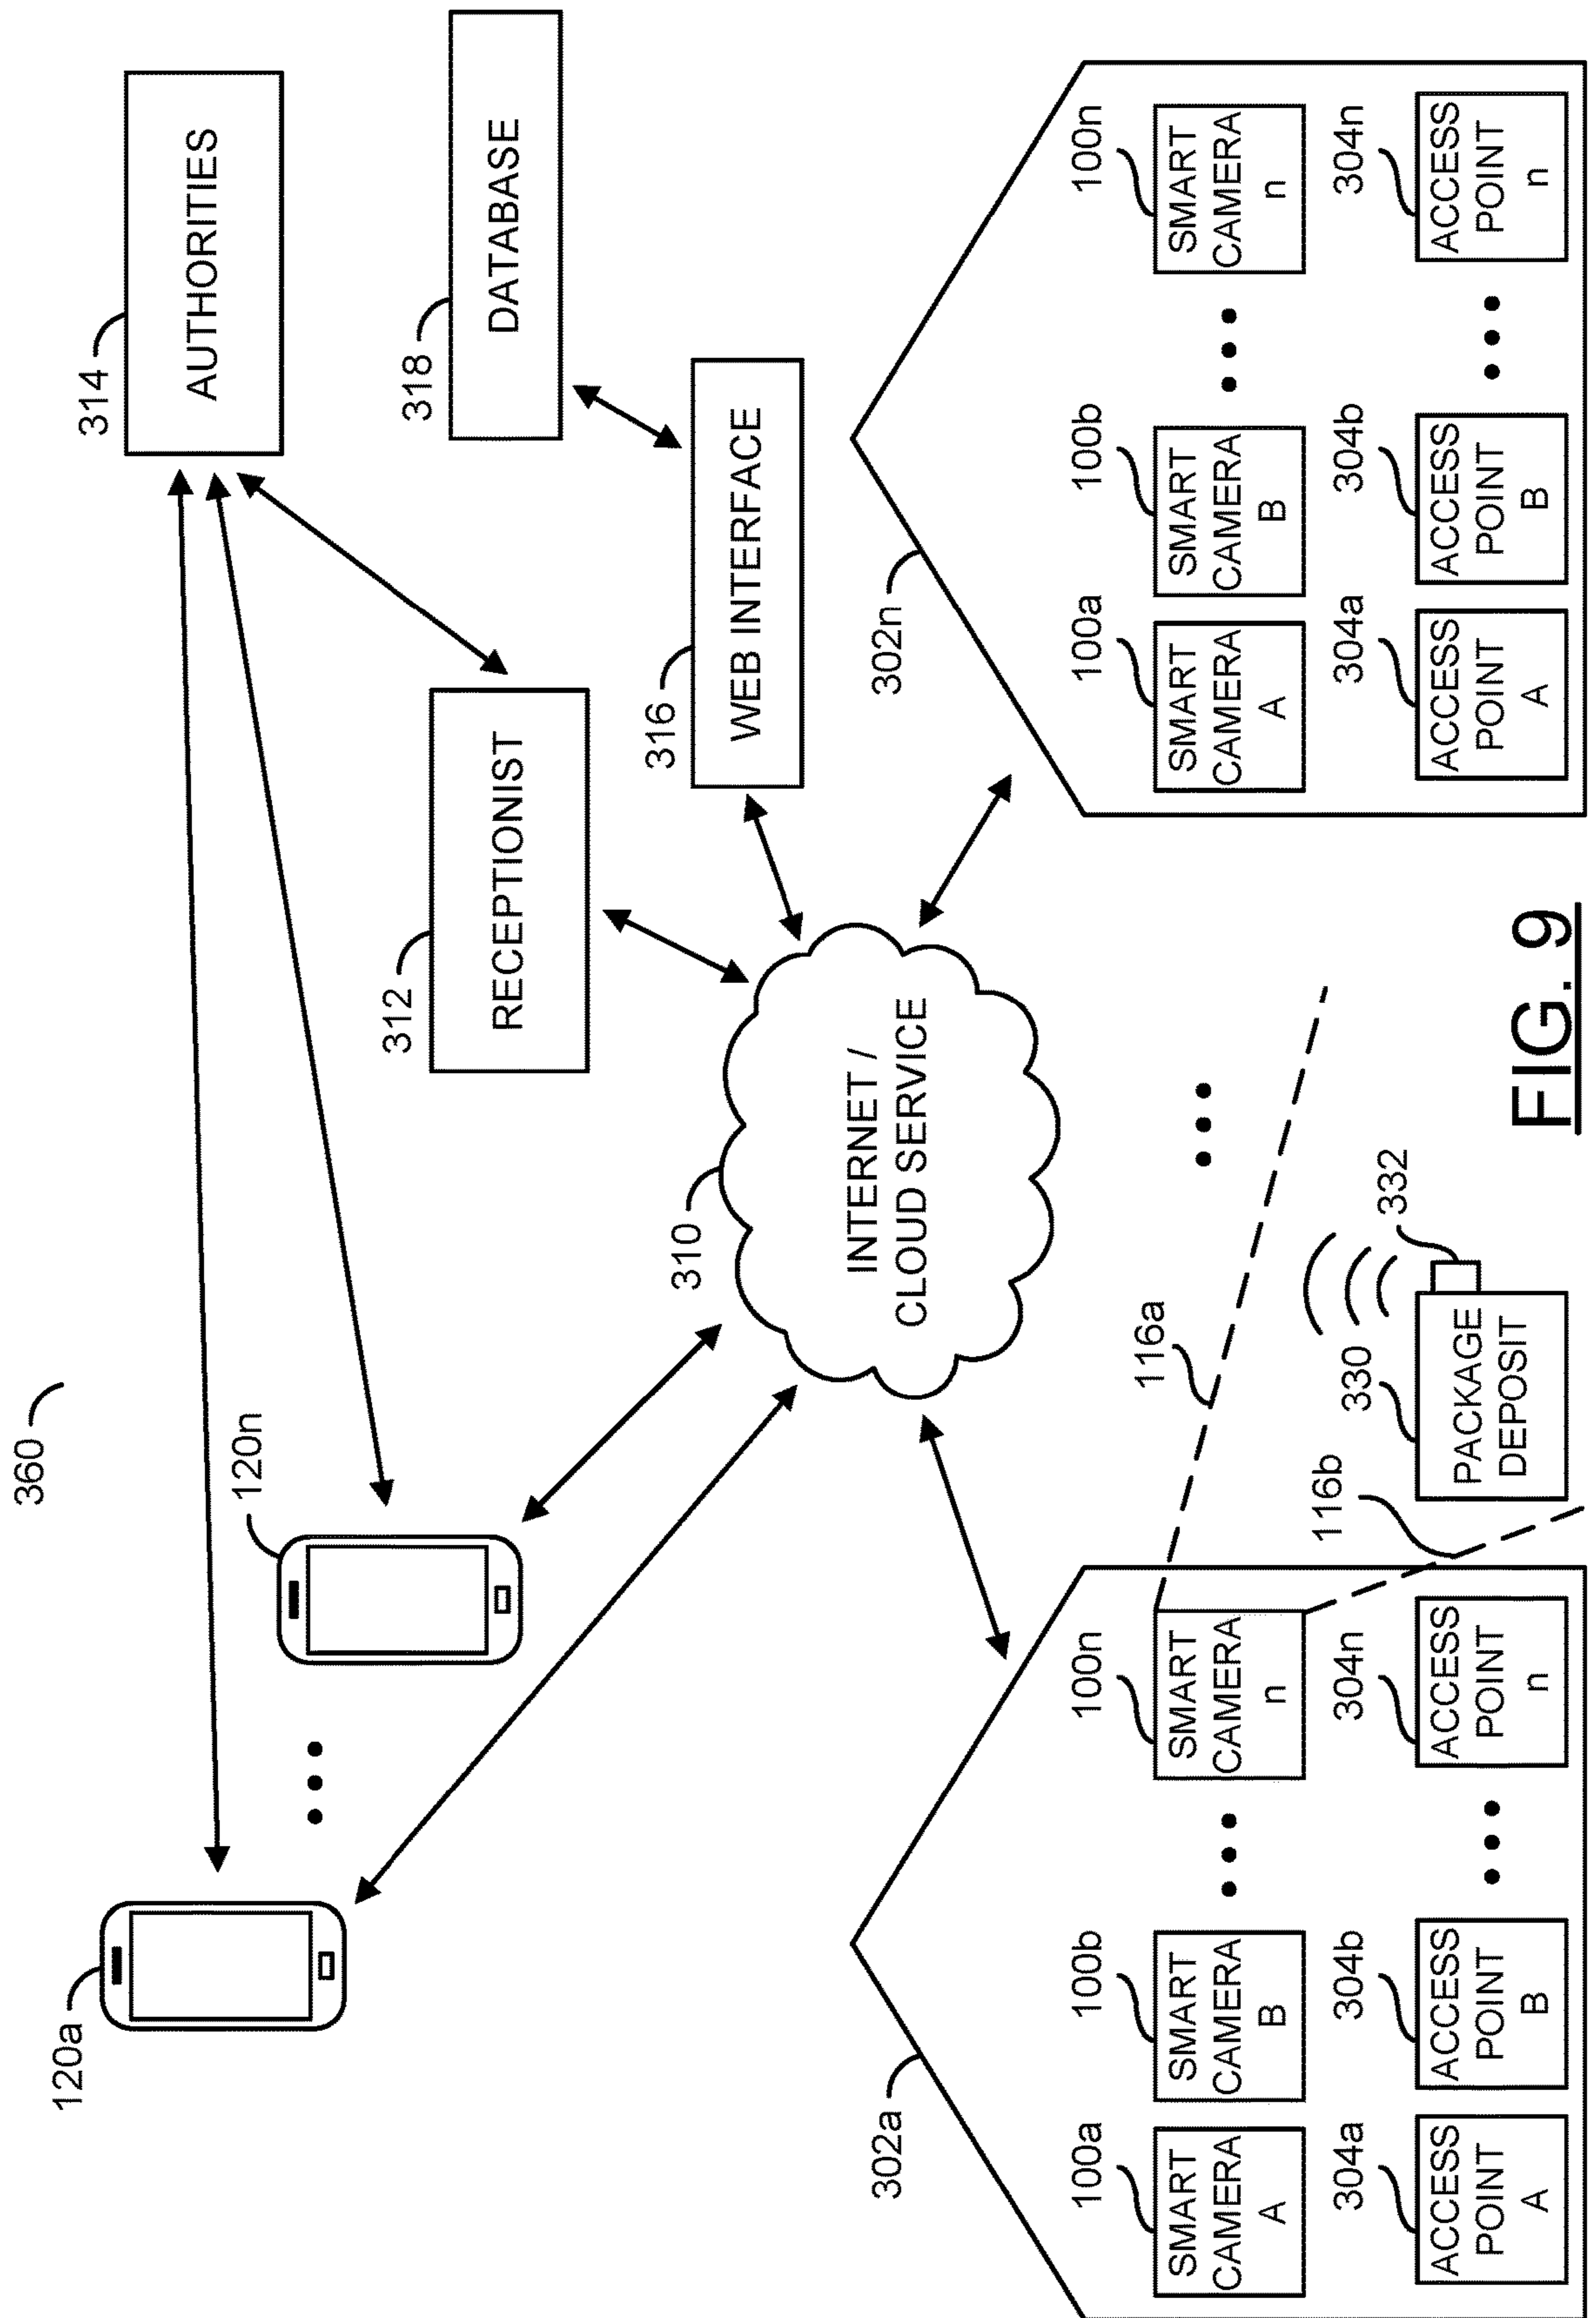 360
120a
120n
314
AUTHORITIES
312
RECEPTIONIST
318
DATABASE
316
WEB INTERFACE
310
INTERNET /
CLOUD SERVICE
302a
100a
SMART
CAMERA
A
100b
SMART
CAMERA
B
100n
SMART
CAMERA
n
304a
ACCESS
POINT
A
304b
ACCESS
POINT
B
304n
ACCESS
POINT
n
116a
116b
330
332
PACKAGE
DEPOSIT
302n
100a
SMART
CAMERA
A
100b
SMART
CAMERA
B
100n
SMART
CAMERA
n
304a
ACCESS
POINT
A
304b
ACCESS
POINT
B
304n
ACCESS
POINT
n
FIG. 9